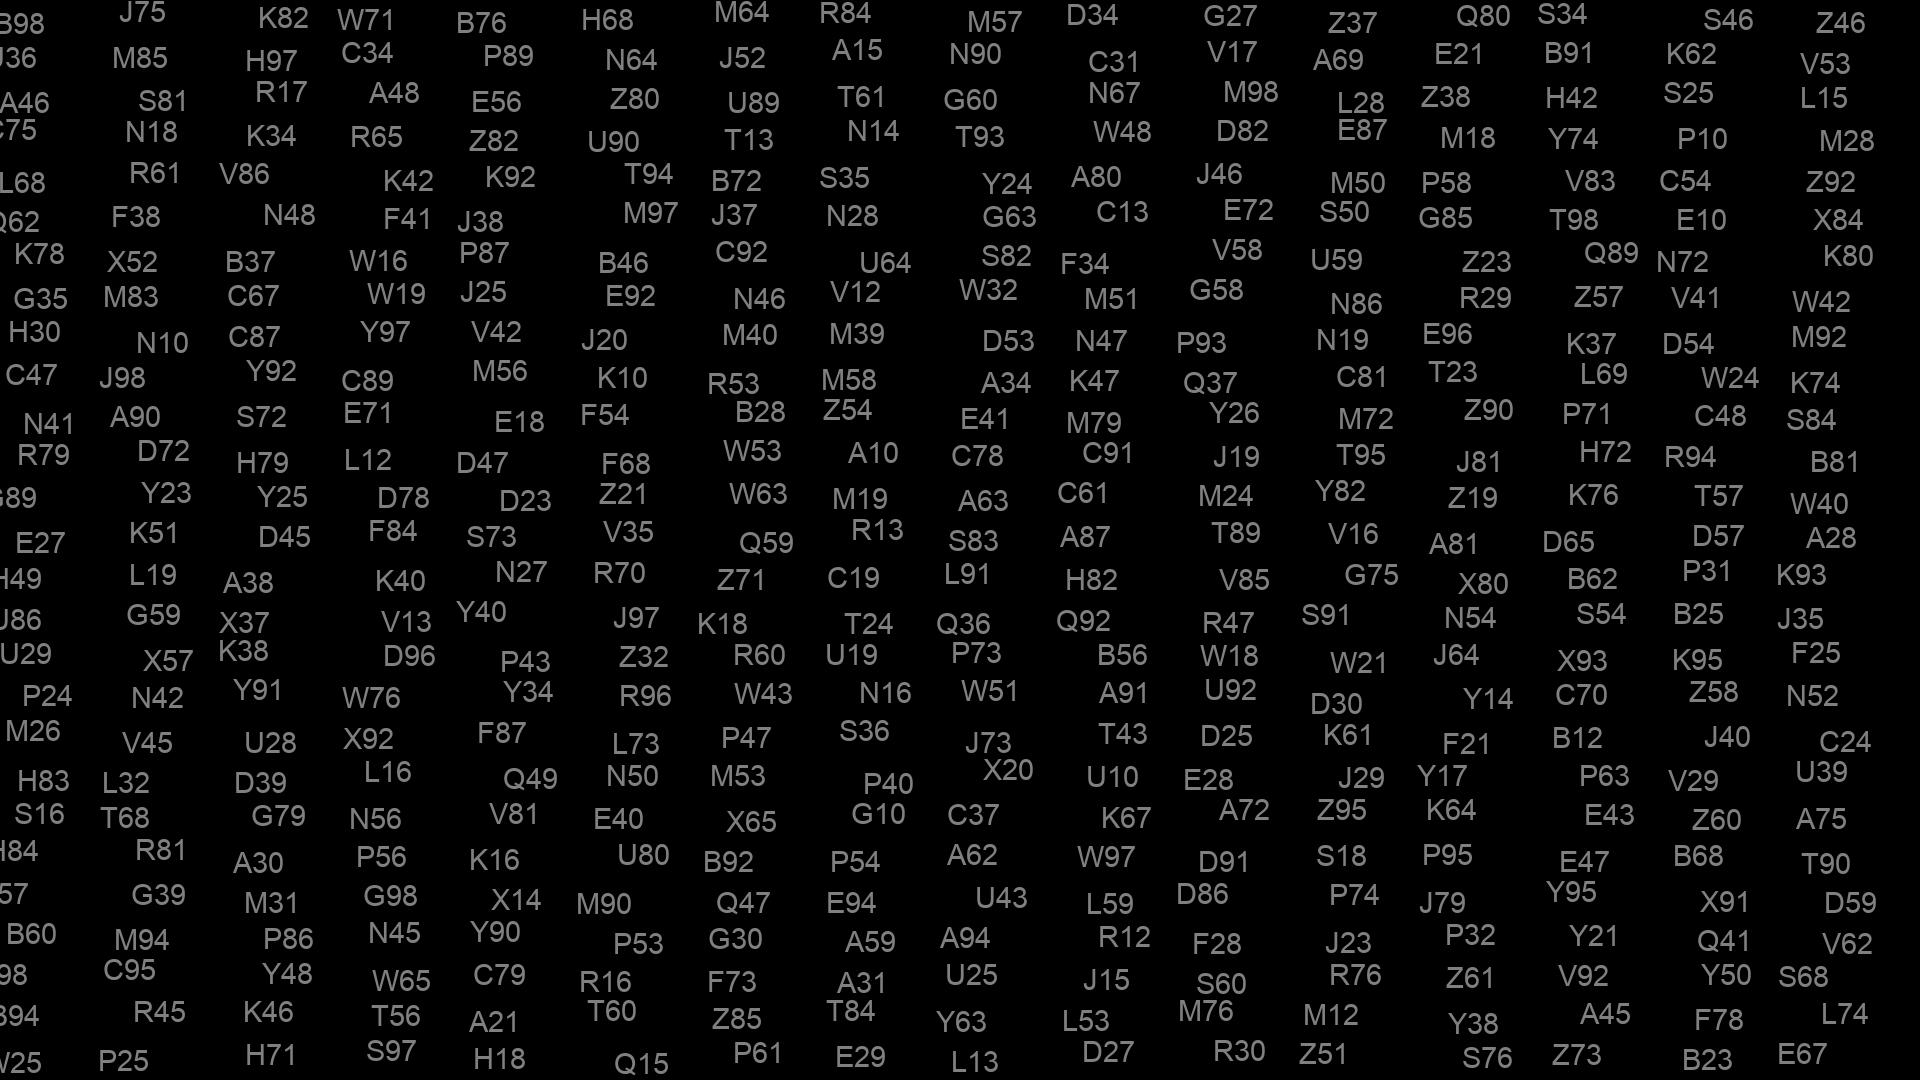 B98 J75 K82 W71 B76 H68 M64 R84 M57 D34 G27 Z37 Q80 S34 S46 Z46
J36 M85 H97 C34 P89 N64 J52 A15 N90 C31 V17 A69 E21 B91 K62 V53
A46 S81 R17 A48 E56 Z80 U89 T61 G60 N67 M98 L28 Z38 H42 S25 L15
C75 N18 K34 R65 Z82 U90 T13 N14 T93 W48 D82 E87 M18 Y74 P10 M28
L68 R61 V86 K42 K92 T94 B72 S35 Y24 A80 J46 M50 P58 V83 C54 Z92
Q62 F38 N48 F41 J38 M97 J37 N28 G63 C13 E72 S50 G85 T98 E10 X84
K78 X52 B37 W16 P87 B46 C92 U64 S82 F34 V58 U59 Z23 Q89 N72 K80
G35 M83 C67 W19 J25 E92 N46 V12 W32 M51 G58 N86 R29 Z57 V41 W42
H30 N10 C87 Y97 V42 J20 M40 M39 D53 N47 P93 N19 E96 K37 D54 M92
C47 J98 Y92 C89 M56 K10 R53 M58 A34 K47 Q37 C81 T23 L69 W24 K74
N41 A90 S72 E71 E18 F54 B28 Z54 E41 M79 Y26 M72 Z90 P71 C48 S84
R79 D72 H79 L12 D47 F68 W53 A10 C78 C91 J19 T95 J81 H72 R94 B81
G89 Y23 Y25 D78 D23 Z21 W63 M19 A63 C61 M24 Y82 Z19 K76 T57 W40
E27 K51 D45 F84 S73 V35 Q59 R13 S83 A87 T89 V16 A81 D65 D57 A28
H49 L19 A38 K40 N27 R70 Z71 C19 L91 H82 V85 G75 X80 B62 P31 K93
U86 G59 X37 V13 Y40 J97 K18 T24 Q36 Q92 R47 S91 N54 S54 B25 J35
U29 X57 K38 D96 P43 Z32 R60 U19 P73 B56 W18 W21 J64 X93 K95 F25
P24 N42 Y91 W76 Y34 R96 W43 N16 W51 A91 U92 D30 Y14 C70 Z58 N52
M26 V45 U28 X92 F87 L73 P47 S36 J73 T43 D25 K61 F21 B12 J40 C24
H83 L32 D39 L16 Q49 N50 M53 P40 X20 U10 E28 J29 Y17 P63 V29 U39
S16 T68 G79 N56 V81 E40 X65 G10 C37 K67 A72 Z95 K64 E43 Z60 A75
H84 R81 A30 P56 K16 U80 B92 P54 A62 W97 D91 S18 P95 E47 B68 T90
57 G39 M31 G98 X14 M90 Q47 E94 U43 L59 D86 P74 J79 Y95 X91 D59
B60 M94 P86 N45 Y90 P53 G30 A59 A94 R12 F28 J23 P32 Y21 Q41 V62
98 C95 Y48 W65 C79 R16 F73 A31 U25 J15 S60 R76 Z61 V92 Y50 S68
B94 R45 K46 T56 A21 T60 Z85 T84 Y63 L53 M76 M12 Y38 A45 F78 L74
W25 P25 H71 S97 H18 Q15 P61 E29 L13 D27 R30 Z51 S76 Z73 B23 E67